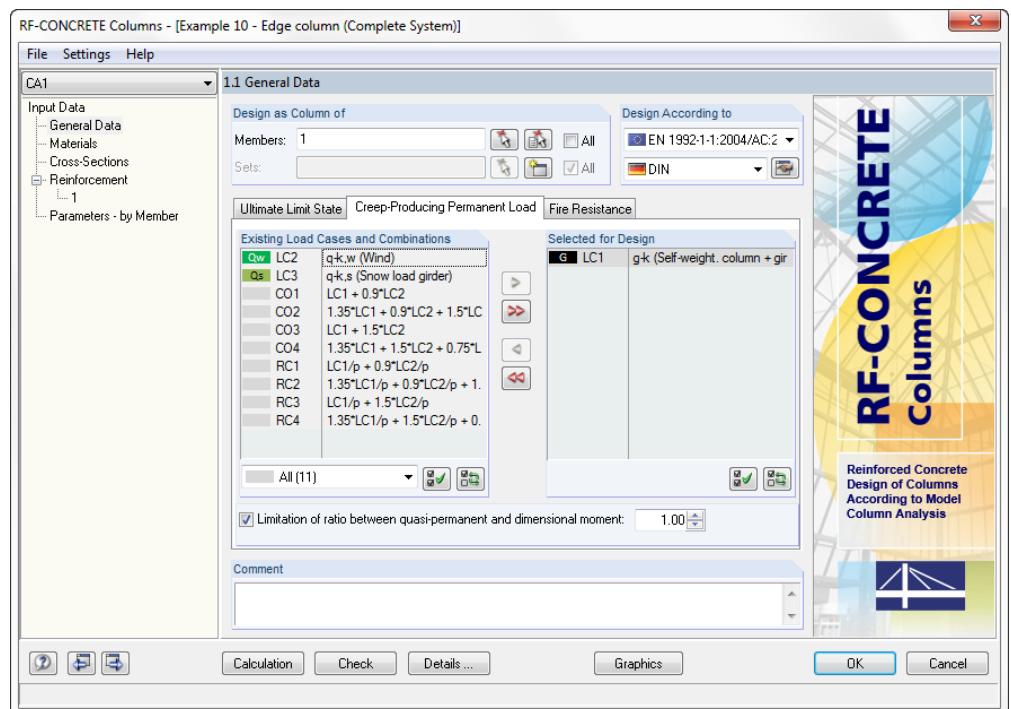 RF-CONCRETE Columns - [Example 10 - Edge column (Complete System)]
File Settings Help
CA1
1.1 General Data
Input Data
General Data
Materials
Cross-Sections
Reinforcement
1
Parameters - by Member
Design as Column of
Members: 1 All
Sets: All
Design According to
EN 1992-1-1:2004/AC:2
DIN
Ultimate Limit State Creep-Producing Permanent Load Fire Resistance
Existing Load Cases and Combinations
Qw LC2 q-k,w (Wind)
Qs LC3 q-k,s (Snow load girder)
CO1 LC1 + 0.9*LC2
CO2 1.35*LC1 + 0.9*LC2 + 1.5*LC
CO3 LC1 + 1.5*LC2
CO4 1.35*LC1 + 1.5*LC2 + 0.75*L
RC1 LC1/p + 0.9*LC2/p
RC2 1.35*LC1/p + 0.9*LC2/p + 1.
RC3 LC1/p + 1.5*LC2/p
RC4 1.35*LC1/p + 1.5*LC2/p + 0.
All (11)
Selected for Design
G LC1 g-k (Self-weight. column + gir
Limitation of ratio between quasi-permanent and dimensional moment: 1.00
Comment
RF-CONCRETE
Columns
Reinforced Concrete
Design of Columns
According to Model
Column Analysis
Calculation Check Details ... Graphics OK Cancel